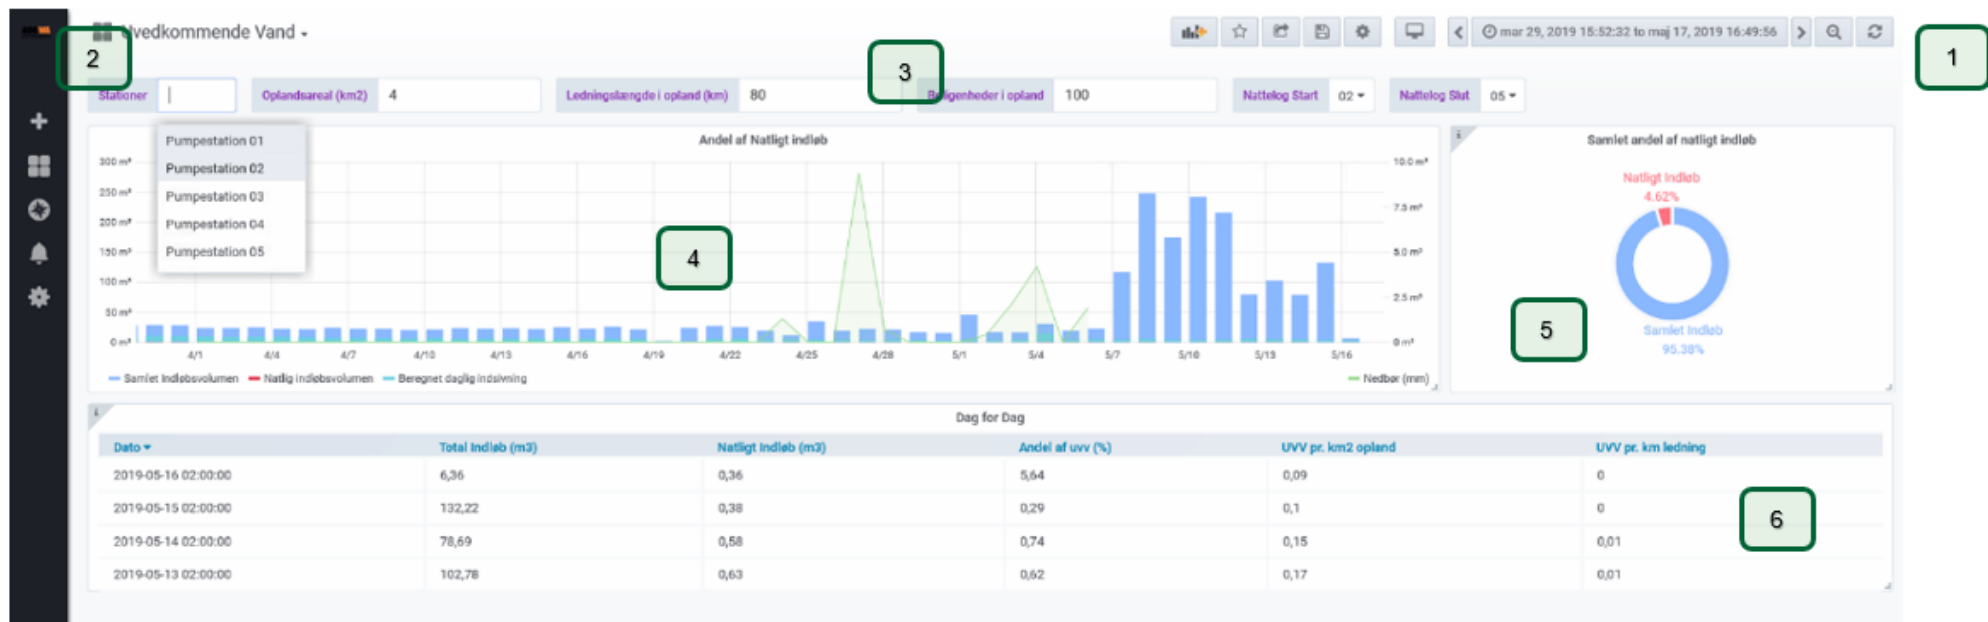 Uvedkommende Vand
mar 29, 2019 15:52:32 to maj 17, 2019 16:49:56
1
2
3
Stationer
Oplandsareal (km2) 4
Ledningslængde i opland (km) 80
Boligenheder i opland 100
Nattelog Start 02
Nattelog Slut 05
Pumpestation 01
Pumpestation 02
Pumpestation 03
Pumpestation 04
Pumpestation 05
Andel af Natligt indløb
300 m³
250 m³
200 m³
150 m³
100 m³
50 m³
0 m³
10.0 m³
7.5 m³
5.0 m³
2.5 m³
0 m³
4
4/1 4/4 4/7 4/10 4/13 4/16 4/19 4/22 4/25 4/28 5/1 5/4 5/7 5/10 5/13 5/16
Samlet Indløbsvolumen Natlig indløbsvolumen Beregnet daglig indsivning Nedbør (mm)
Samlet andel af natligt indløb
Natligt Indløb
4.62%
5
Samlet Indløb
95.38%
Dag for Dag
Dato Total Indløb (m3) Natligt Indløb (m3) Andel af uvv (%) UVV pr. km2 opland UVV pr. km ledning
2019-05-16 02:00:00 6,36 0,36 5,64 0,09 0
2019-05-15 02:00:00 132,22 0,38 0,29 0,1 0
2019-05-14 02:00:00 78,69 0,58 0,74 0,15 0,01
2019-05-13 02:00:00 102,78 0,63 0,62 0,17 0,01
6